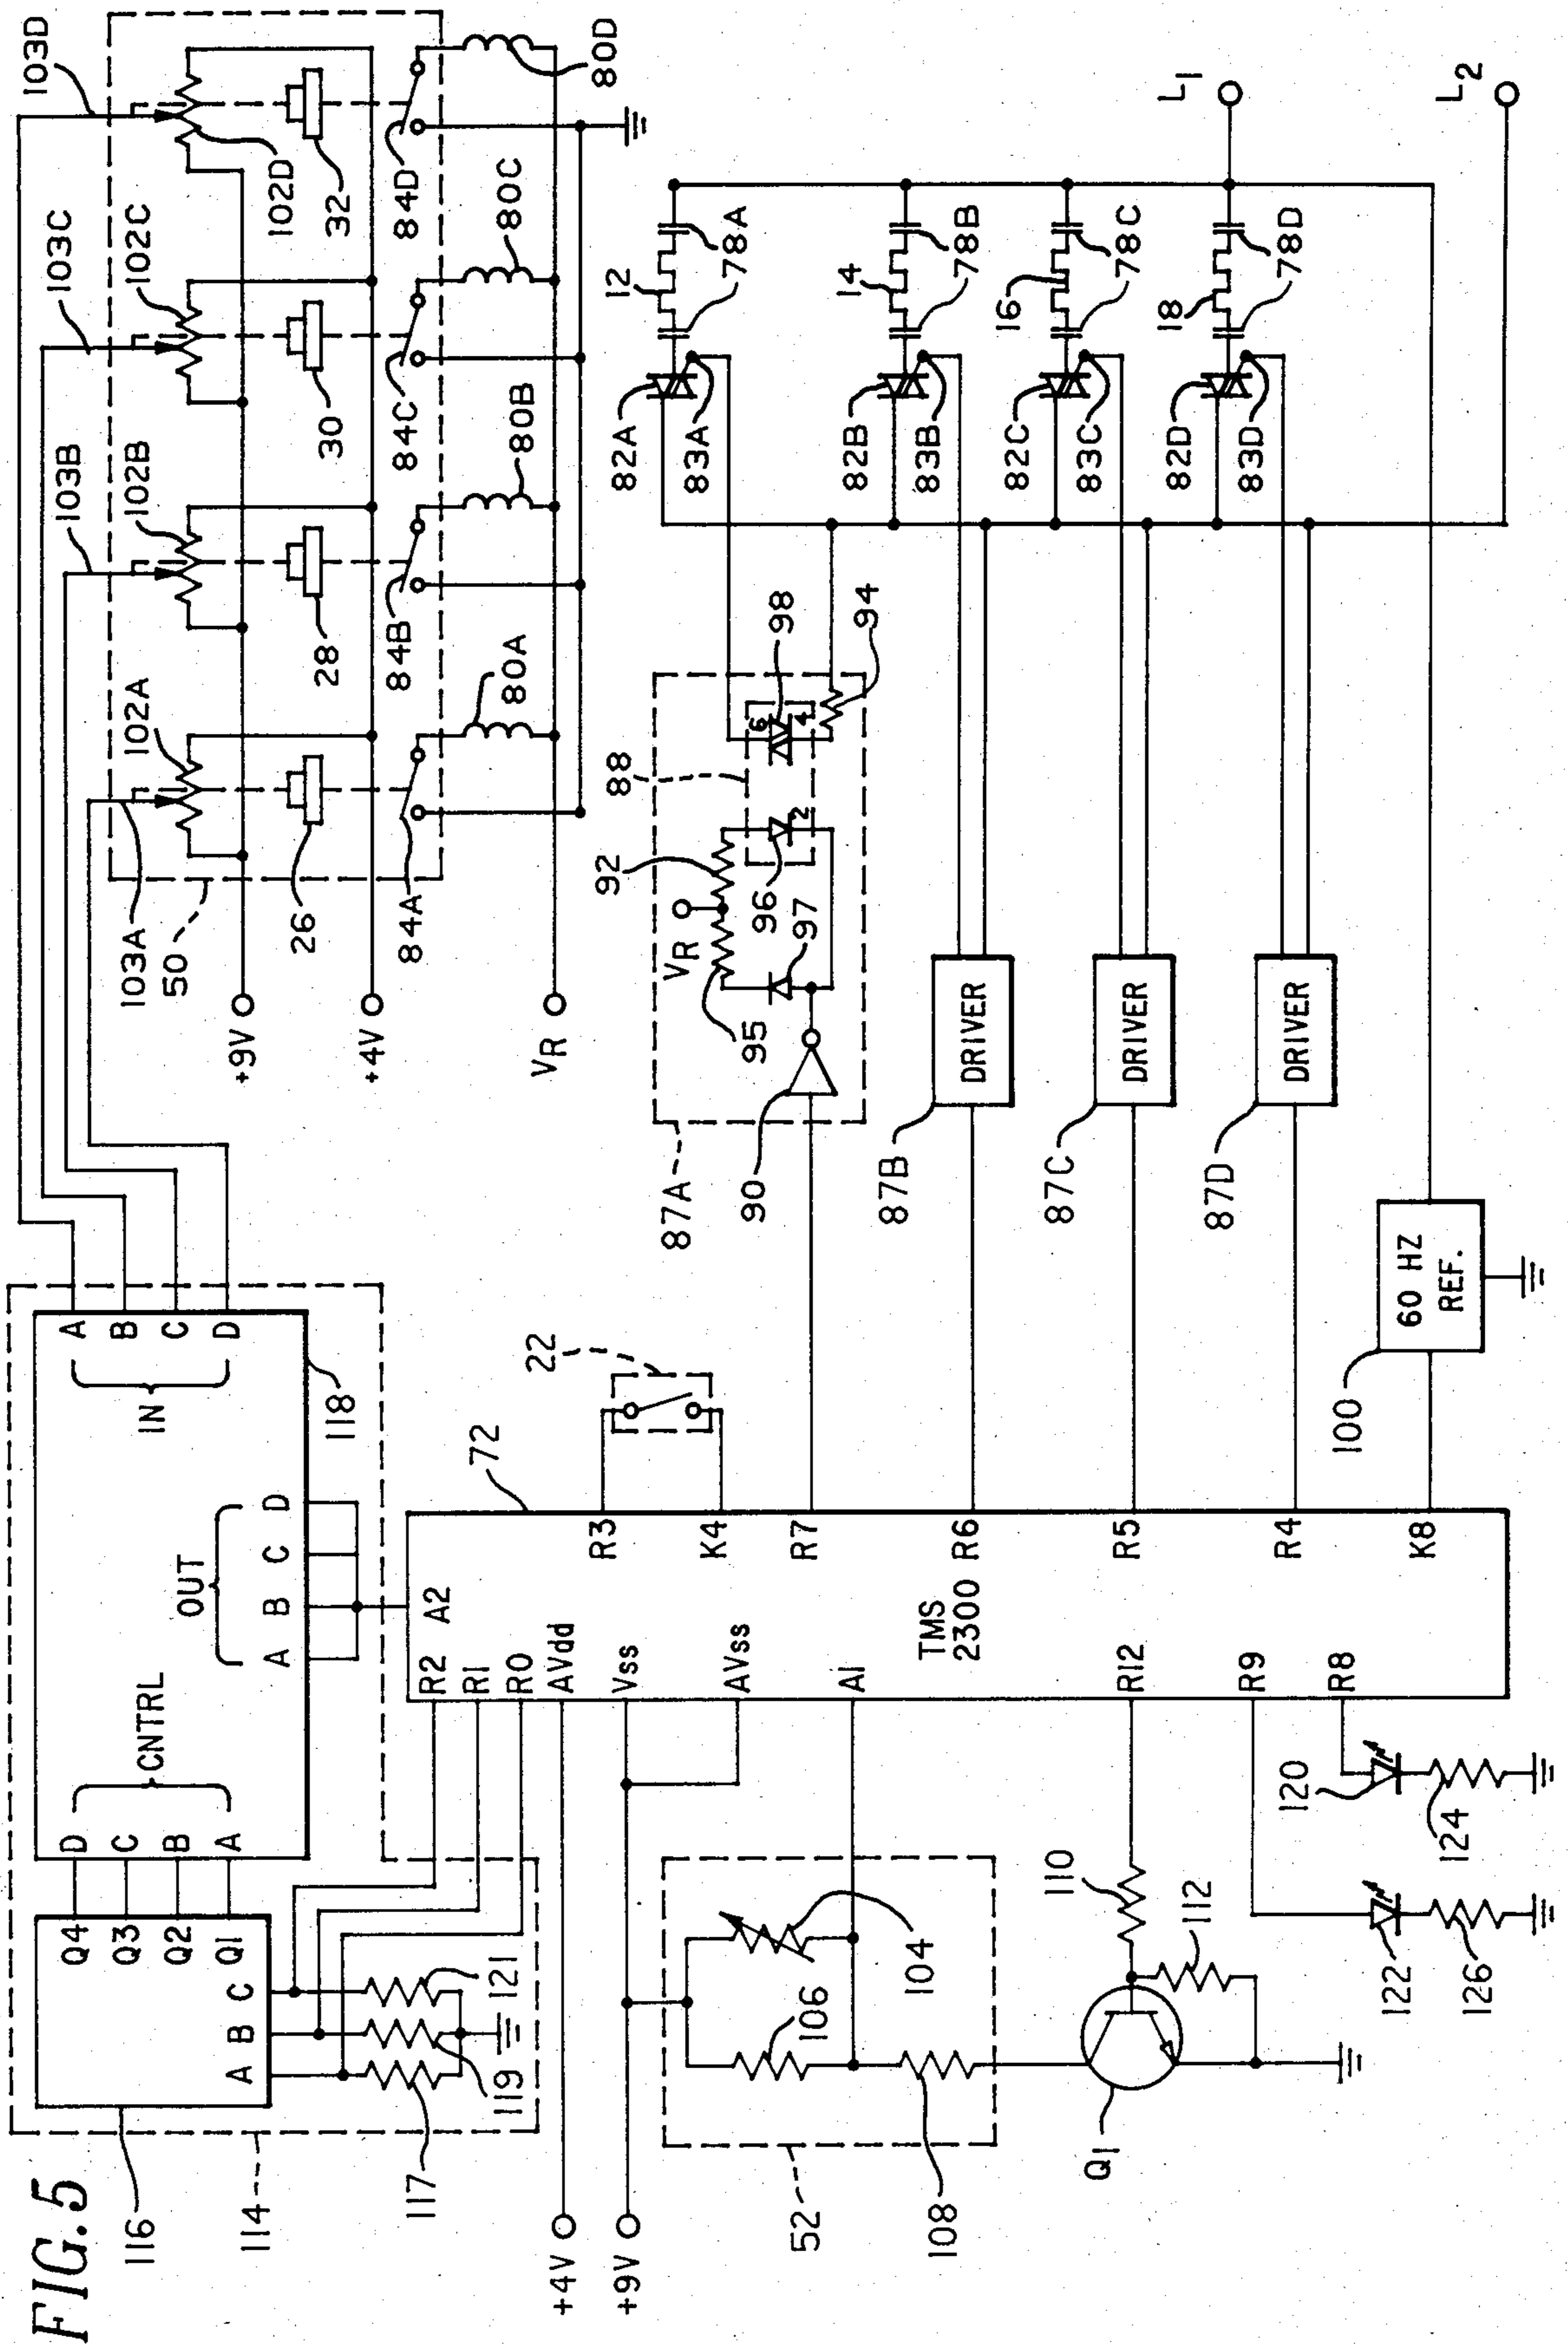 FIG. 5
116
114
Q4
Q3
Q2
Q1
A B C
117
119
121
D
C
B
A
CNTRL
OUT
A B C D
IN
A
B
C
D
118
103A
103B
103C
103D
102A
102B
102C
102D
50
26
28
30
32
+9V
+4V
VR
84A
84B
84C
84D
80A
80B
80C
80D
+4V
+9V
R2
R1
R0
AVdd
Vss
AVss
A1
R12
R9
R8
A2
TMS
2300
72
R3
K4
R7
R6
R5
R4
K8
22
52
106
104
108
110
112
Q1
120
124
122
126
87A
90
95
VR
92
97
96
2
88
6
4
98
94
87B
DRIVER
87C
DRIVER
87D
DRIVER
100
60 HZ
REF.
82A
83A
12
78A
82B
83B
14
78B
82C
83C
16
78C
82D
83D
18
78D
L1
L2